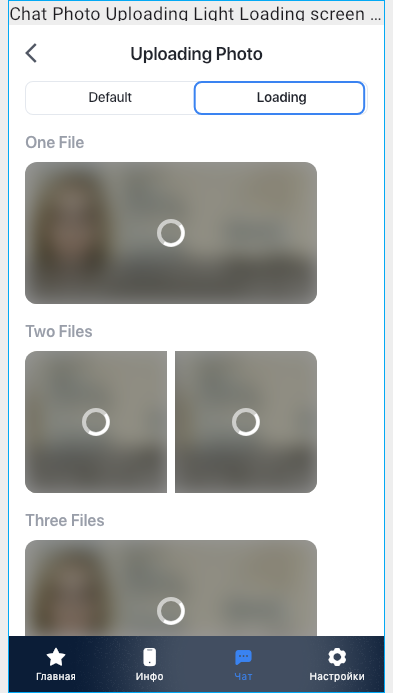 Chat Photo Uploading Light Loading screen ...
Uploading Photo
Default
Loading
One File
Two Files
Three Files
Главная
Инфо
Чат
Настройки